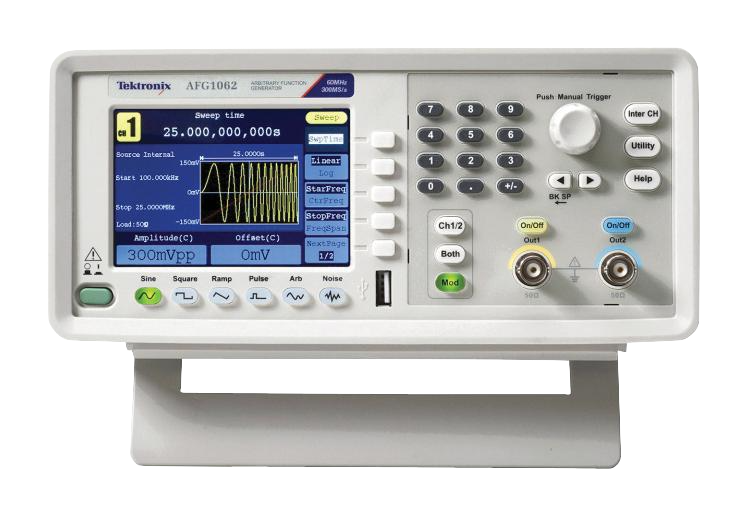 Tektronix AFG1062 ARBITRARY FUNCTION GENERATOR 60MHz 300MS/s
CH 1
Sweep time
25.000,000,000s
Source Internal
150mV
25.0000s
Start 100.000kHz
0mV
Stop 25.0000MHz
Load:50Ω
-150mV
Amplitude(C) Offset(C)
300mVpp 0mV
Sweep
SwpTime
Linear
Log
StarFreq
CtrFreq
StopFreq
FreqSpan
NextPage
1/2
Sine Square Ramp Pulse Arb Noise
7 8 9
4 5 6
1 2 3
0 . +/-
Push Manual Trigger
Inter CH
Utility
Help
BK SP
Ch1/2
Both
Mod
On/Off On/Off
Out1 Out2
50Ω 50Ω